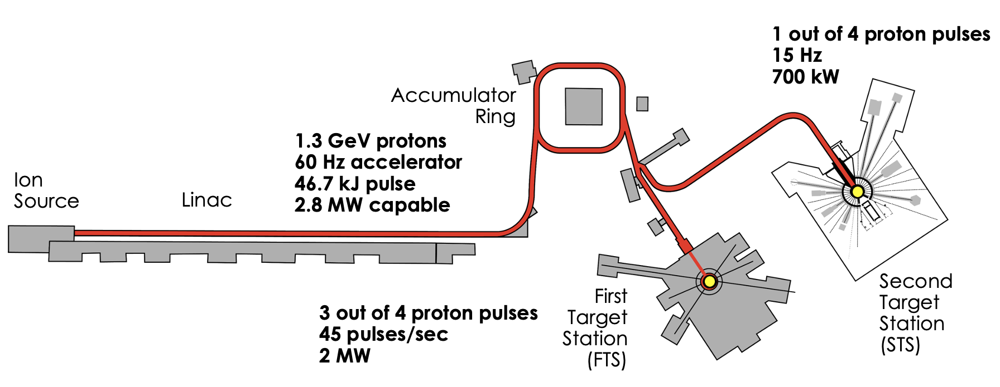 1 out of 4 proton pulses
15 Hz
700 kW
Accumulator
Ring
1.3 GeV protons
60 Hz accelerator
46.7 kJ pulse
2.8 MW capable
Ion
Source
Linac
3 out of 4 proton pulses
45 pulses/sec
2 MW
First
Target
Station
(FTS)
Second
Target
Station
(STS)